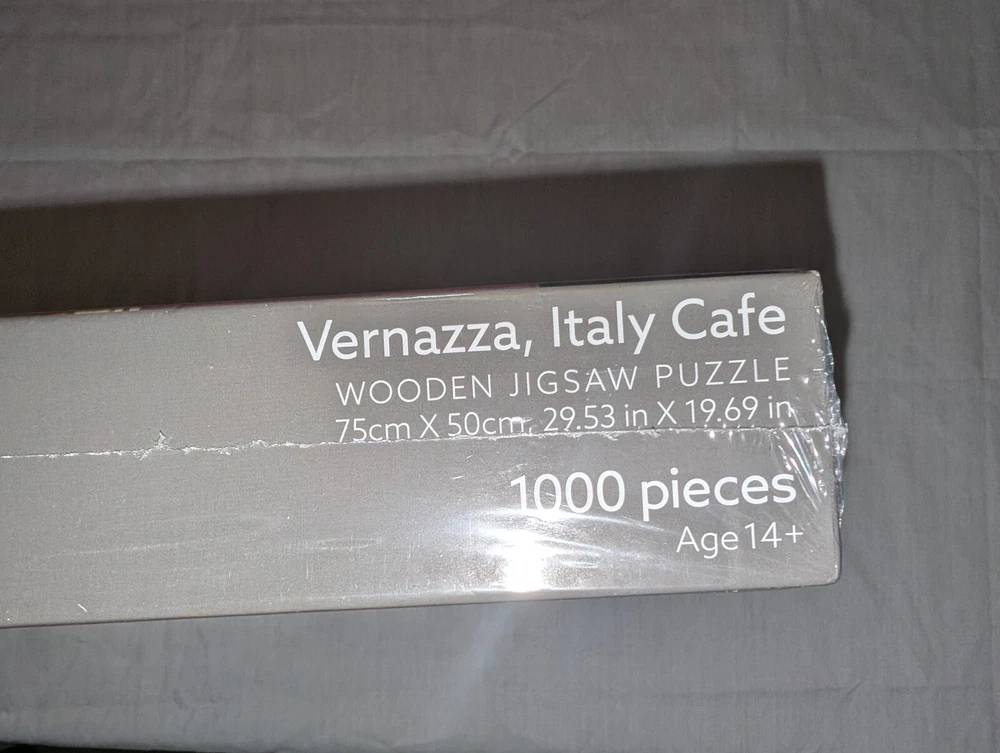 Vernazza, Italy Cafe
WOODEN JIGSAW PUZZLE
75cm X 50cm, 29.53 in X 19.69 in
1000 pieces
Age 14+